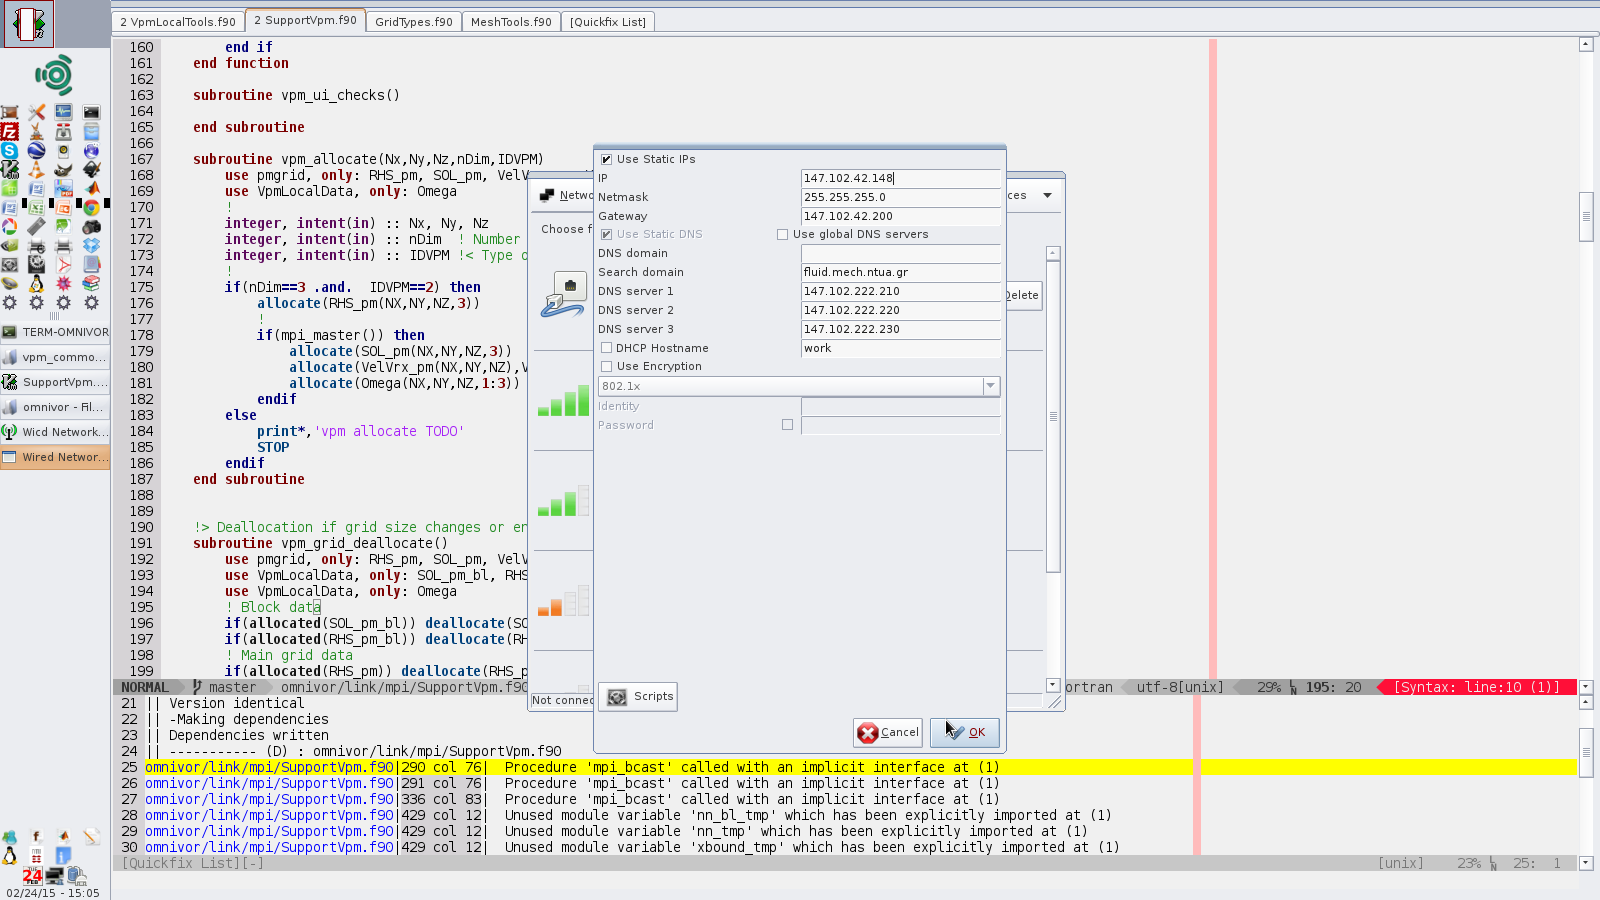 2 VpmLocalTools.f90
2 SupportVpm.f90
GridTypes.f90
MeshTools.f90
[Quickfix List]
160 end if
161 end function
162
163 subroutine vpm_ui_checks()
164
165 end subroutine
166
167 subroutine vpm_allocate(Nx,Ny,Nz,nDim,IDVPM)
168 use pmgrid, only: RHS_pm, SOL_pm, VelV
169 use VpmLocalData, only: Omega
170 !
171 integer, intent(in) :: Nx, Ny, Nz
172 integer, intent(in) :: nDim ! Number
173 integer, intent(in) :: IDVPM !< Type o
174 !
175 if(nDim==3 .and. IDVPM==2) then
176 allocate(RHS_pm(NX,NY,NZ,3))
177 !
178 if(mpi_master()) then
179 allocate(SOL_pm(NX,NY,NZ,3))
180 allocate(VelVrx_pm(NX,NY,NZ),V
181 allocate(Omega(NX,NY,NZ,1:3))
182 endif
183 else
184 print*,'vpm allocate TODO'
185 STOP
186 endif
187 end subroutine
188
189
190 !> Deallocation if grid size changes or en
191 subroutine vpm_grid_deallocate()
192 use pmgrid, only: RHS_pm, SOL_pm, VelV
193 use VpmLocalData, only: SOL_pm_bl, RHS
194 use VpmLocalData, only: Omega
195 ! Block data
196 if(allocated(SOL_pm_bl)) deallocate(SO
197 if(allocated(RHS_pm_bl)) deallocate(RH
198 ! Main grid data
199 if(allocated(RHS_pm)) deallocate(RHS_p
NORMAL master omnivor/link/mpi/SupportVpm.f90
ortran utf-8[unix] 29% LN 195: 20 [Syntax: line:10 (1)]
21 || Version identical
22 || -Making dependencies
23 || Dependencies written
24 || ----------- (D) : omnivor/link/mpi/SupportVpm.f90
25 omnivor/link/mpi/SupportVpm.f90|290 col 76| Procedure 'mpi_bcast' called with an implicit interface at (1)
26 omnivor/link/mpi/SupportVpm.f90|291 col 76| Procedure 'mpi_bcast' called with an implicit interface at (1)
27 omnivor/link/mpi/SupportVpm.f90|336 col 83| Procedure 'mpi_bcast' called with an implicit interface at (1)
28 omnivor/link/mpi/SupportVpm.f90|429 col 12| Unused module variable 'nn_bl_tmp' which has been explicitly imported at (1)
29 omnivor/link/mpi/SupportVpm.f90|429 col 12| Unused module variable 'nn_tmp' which has been explicitly imported at (1)
30 omnivor/link/mpi/SupportVpm.f90|429 col 12| Unused module variable 'xbound_tmp' which has been explicitly imported at (1)
[Quickfix List][-] [unix] 23% LN 25: 1
Netwo
ces
Choose f
Delete
Not connec
Use Static IPs
IP 147.102.42.148
Netmask 255.255.255.0
Gateway 147.102.42.200
Use Static DNS Use global DNS servers
DNS domain
Search domain fluid.mech.ntua.gr
DNS server 1 147.102.222.210
DNS server 2 147.102.222.220
DNS server 3 147.102.222.230
DHCP Hostname work
Use Encryption
802.1x
Identity
Password
Scripts
Cancel
OK
TERM-OMNIVOR
vpm_commo...
SupportVpm....
omnivor - Fil...
Wicd Network...
Wired Networ...
24
02/24/15 - 15:05